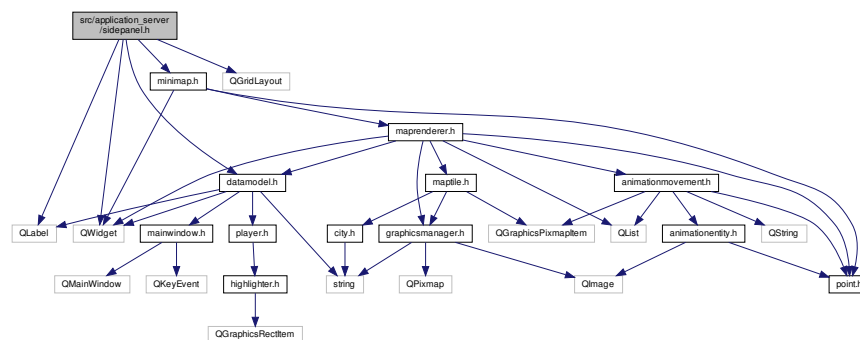 src/application_server
/sidepanel.h
minimap.h
QGridLayout
maprenderer.h
datamodel.h
maptile.h
animationmovement.h
QLabel
QWidget
mainwindow.h
player.h
city.h
graphicsmanager.h
QGraphicsPixmapItem
QList
animationentity.h
QString
QMainWindow
QKeyEvent
highlighter.h
string
QPixmap
QImage
point.h
QGraphicsRectItem